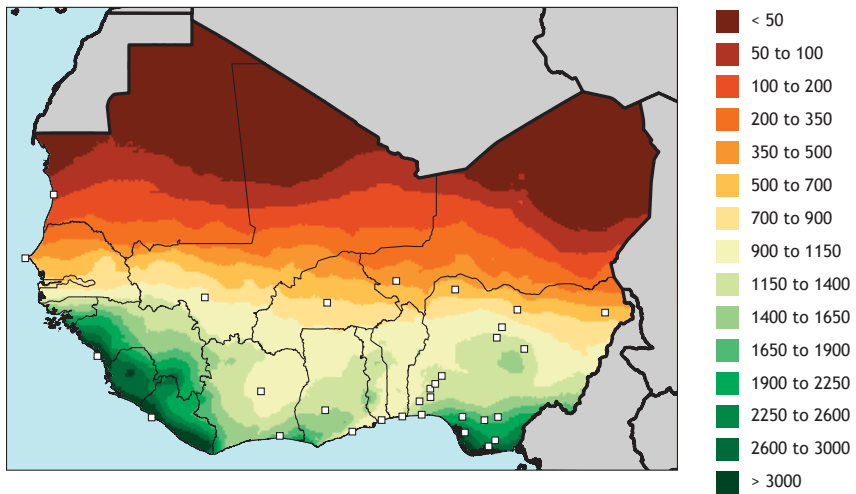 < 50
50 to 100
100 to 200
200 to 350
350 to 500
500 to 700
700 to 900
900 to 1150
1150 to 1400
1400 to 1650
1650 to 1900
1900 to 2250
2250 to 2600
2600 to 3000
> 3000